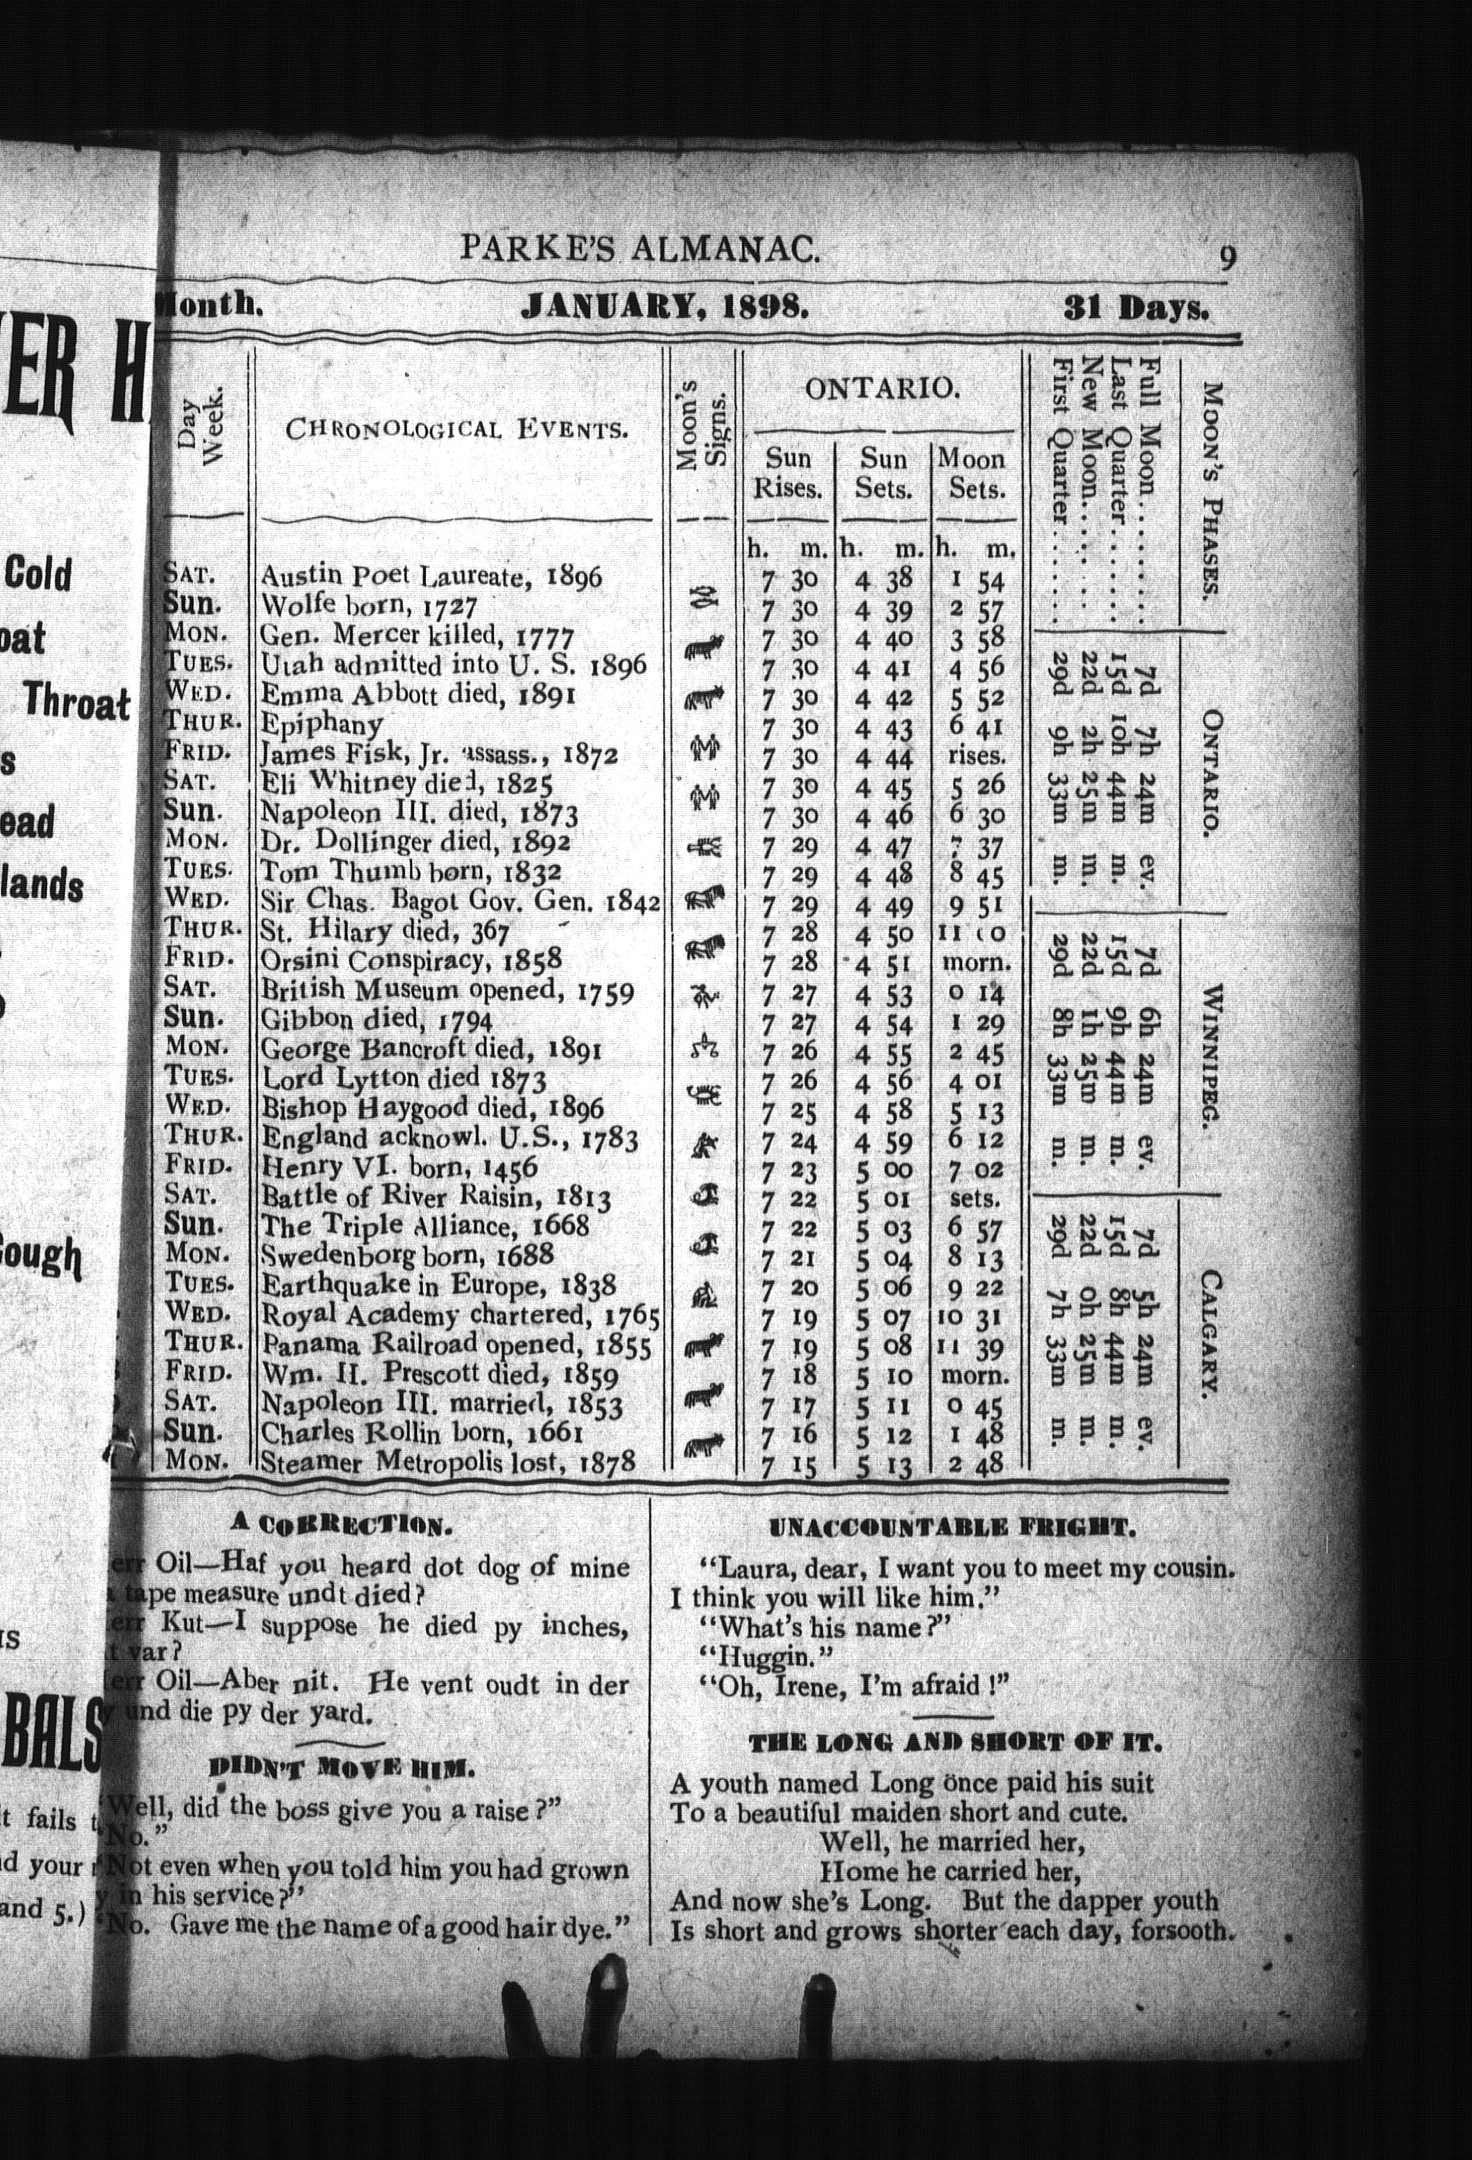 PARKE'S ALMANAC. 9
Month. JANUARY, 1898. 31 Days.
Day Week. CHRONOLOGICAL EVENTS. Moon's Signs. ONTARIO.
Sun Rises. Sun Sets. Moon Sets.
h. m. h. m. h. m.
SAT. Austin Poet Laureate, 1896 7 30 4 38 1 54
Sun. Wolfe born, 1727 7 30 4 39 2 57
MON. Gen. Mercer killed, 1777 7 30 4 40 3 58
TUES. Utah admitted into U. S. 1896 7 30 4 41 4 56
WED. Emma Abbott died, 1891 7 30 4 42 5 52
THUR. Epiphany 7 30 4 43 6 41
FRID. James Fisk, Jr. assass., 1872 7 30 4 44 rises.
SAT. Eli Whitney died, 1825 7 30 4 45 5 26
Sun. Napoleon III. died, 1873 7 30 4 46 6 30
MON. Dr. Dollinger died, 1892 7 29 4 47 37
TUES. Tom Thumb born, 1832 7 29 4 48 8 45
WED. Sir Chas. Bagot Gov. Gen. 1842 7 29 4 49 9 51
THUR. St. Hilary died, 367 7 28 4 50 11
FRID. Orsini Conspiracy, 1858 7 28 4 51 morn.
SAT. British Museum opened, 1759 7 27 4 53 0 14
Sun. Gibbon died, 1794 7 27 4 54 1 29
MON. George Bancroft died, 1891 7 26 4 55 2 45
TUES. Lord Lytton died 1873 7 26 4 56 4 01
WED. Bishop Haygood died, 1896 7 25 4 58 5 13
THUR. England acknowl. U.S., 1783 7 24 4 59 6 12
FRID. Henry VI. born, 1456 7 23 5 00 7 02
SAT. Battle of River Raisin, 1813 7 22 5 01 sets.
Sun. The Triple Alliance, 1668 7 22 5 03 6 57
MON. Swedenborg born, 1688 7 21 5 04 8 13
TUES. Earthquake in Europe, 1838 7 20 5 06 9 22
WED. Royal Academy chartered, 1765 7 19 5 07 10 31
THUR. Panama Railroad opened, 1855 7 19 5 08 11 39
FRID. Wm. H. Prescott died, 1859 7 18 5 10 morn.
SAT. Napoleon III. married, 1853 7 17 5 11 0 45
Sun. Charles Rollin born, 1661 7 16 5 12 1 48
MON. Steamer Metropolis lost, 1878 7 15 5 13 2 48
MOON'S PHASES. ONTARIO. WINNIPEG. CALGARY.
Full Moon........ 7d 7h 24m ev. 7d 6h 24m ev. 7d 5h 24m ev.
Last Quarter...... 15d 10h 44m m. 15d 9h 44m m. 15d 8h 44m m.
New Moon....... 22d 2h 25m m. 22d 1h 25m m. 22d 0h 25m m.
First Quarter...... 29d 9h 33m m. 29d 8h 33m m. 29d 7h 33m m.
A CORRECTION.
err Oil—Haf you heard dot dog of mine
tape measure undt died?
err Kut—I suppose he died py inches,
t var?
err Oil—Aber nit. He vent oudt in der
und die py der yard.
DIDN'T MOVE HIM.
"Well, did the boss give you a raise?"
"No."
"Not even when you told him you had grown
in his service?"
"No. Gave me the name of a good hair dye."
UNACCOUNTABLE FRIGHT.
"Laura, dear, I want you to meet my cousin.
I think you will like him."
"What's his name?"
"Huggin."
"Oh, Irene, I'm afraid!"
THE LONG AND SHORT OF IT.
A youth named Long once paid his suit
To a beautiful maiden short and cute.
Well, he married her,
Home he carried her,
And now she's Long. But the dapper youth
Is short and grows shorter each day, forsooth.
ER H
Cold
oat
Throat
s
ead
lands
ough
IS
BALS
t fails
d your
and 5.)